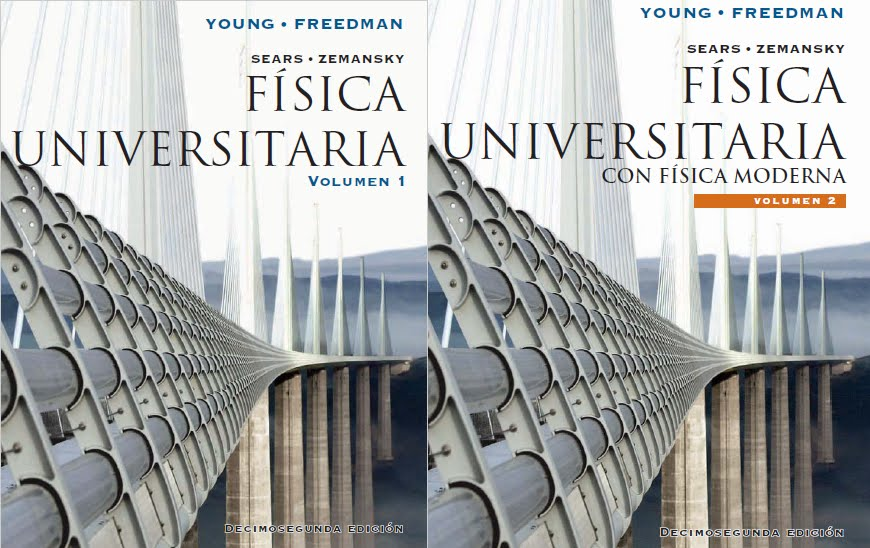 YOUNG • FREEDMAN
SEARS • ZEMANSKY
FÍSICA
UNIVERSITARIA
VOLUMEN 1
DECIMOSEGUNDA EDICIÓN
YOUNG • FREEDMAN
SEARS • ZEMANSKY
FÍSICA
UNIVERSITARIA
CON FÍSICA MODERNA
VOLUMEN 2
DECIMOSEGUNDA EDICIÓN